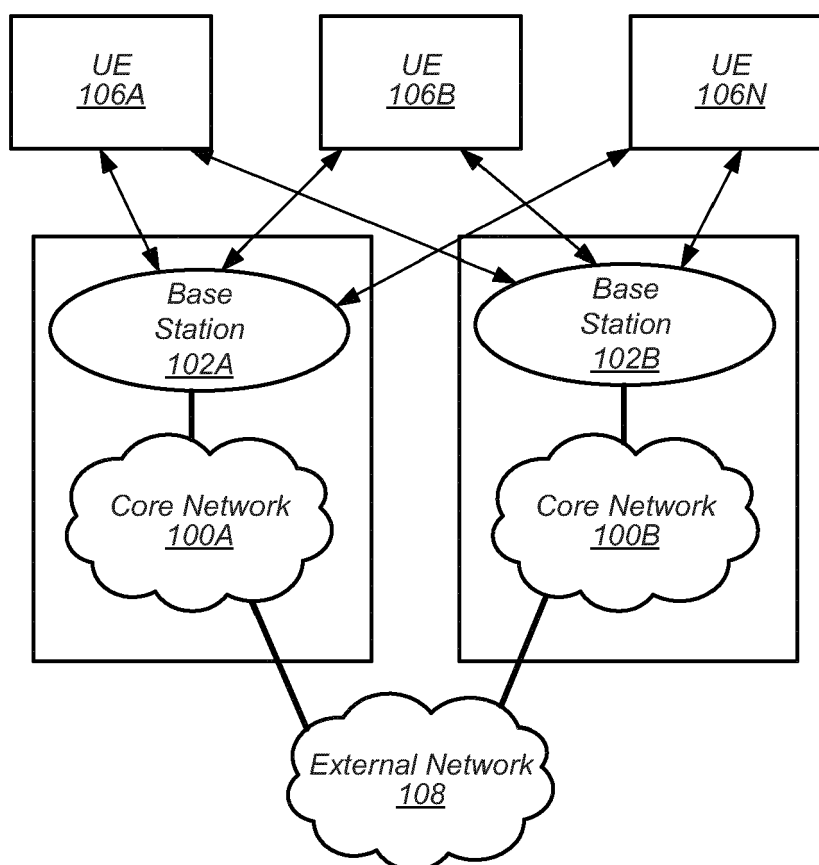 UE
106A
UE
106B
UE
106N
Base
Station
102A
Base
Station
102B
Core Network
100A
Core Network
100B
External Network
108